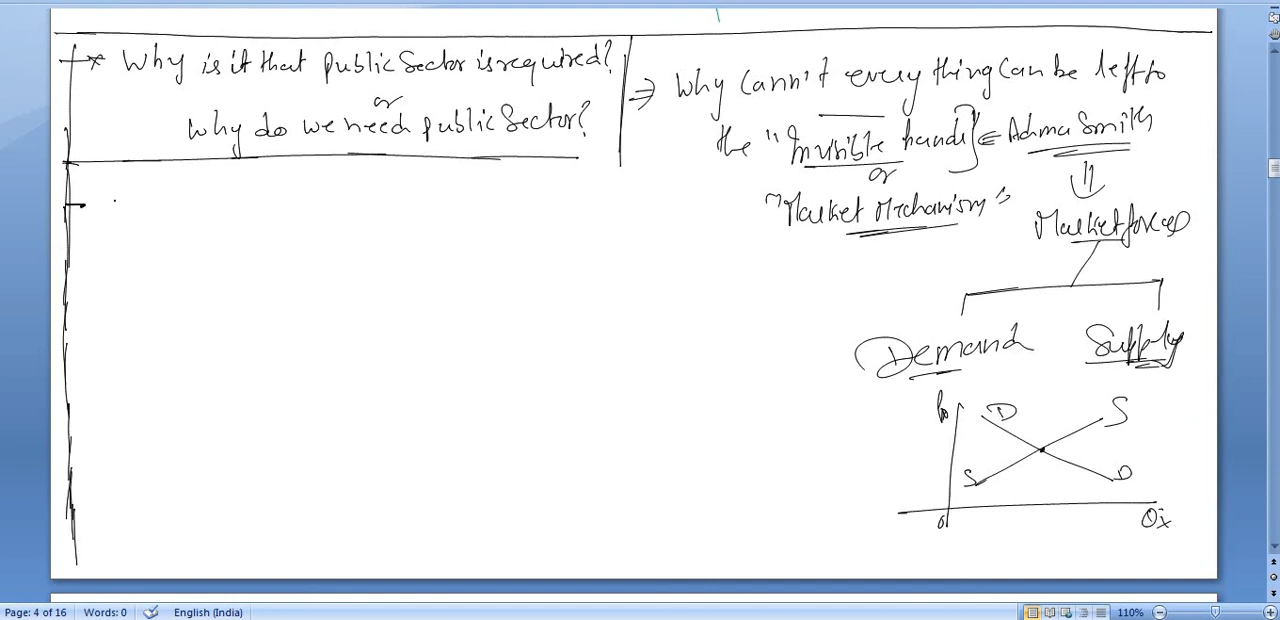 * Why is it that public Sector is required?
or
Why do we need public Sector?
⇒ Why Cann't every thing Can be left to
the "Invisible hand" ⇐ Adma Smith
or
"Market Mechanism"
Market forces
Demand Supply
D S
S D
0
Page: 4 of 16 Words: 0 English (India) 110%